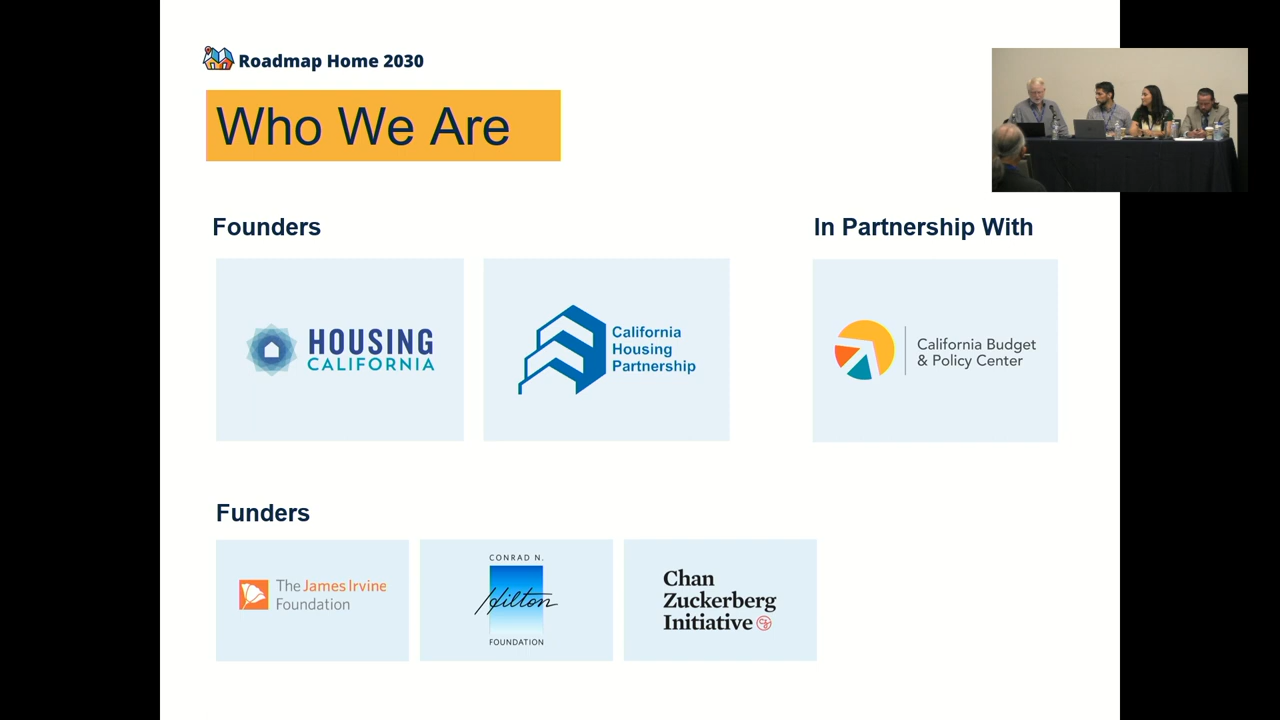 Roadmap Home 2030
Who We Are
Founders
In Partnership With
HOUSING
CALIFORNIA
California
Housing
Partnership
California Budget
& Policy Center
Funders
The James Irvine
Foundation
CONRAD N.
Hilton
FOUNDATION
Chan
Zuckerberg
Initiative